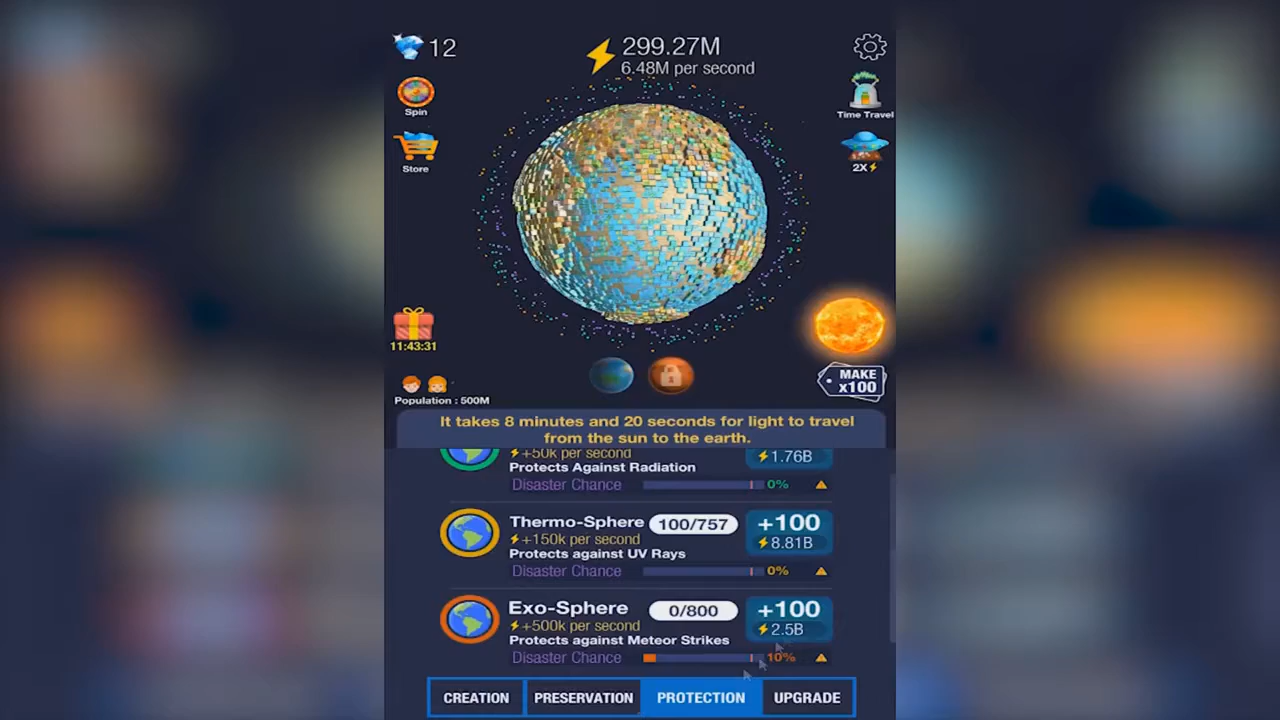 12
299.27M
6.48M per second
Spin
Time Travel
Store
2X
11:43:31
MAKE
x100
Population : 500M
It takes 8 minutes and 20 seconds for light to travel
from the sun to the earth.
+50k per second
1.76B
Protects Against Radiation
Disaster Chance 0%
Thermo-Sphere 100/757 +100
+150k per second 8.81B
Protects against UV Rays
Disaster Chance 0%
Exo-Sphere 0/800 +100
+500k per second 2.5B
Protects against Meteor Strikes
Disaster Chance 10%
CREATION PRESERVATION PROTECTION UPGRADE